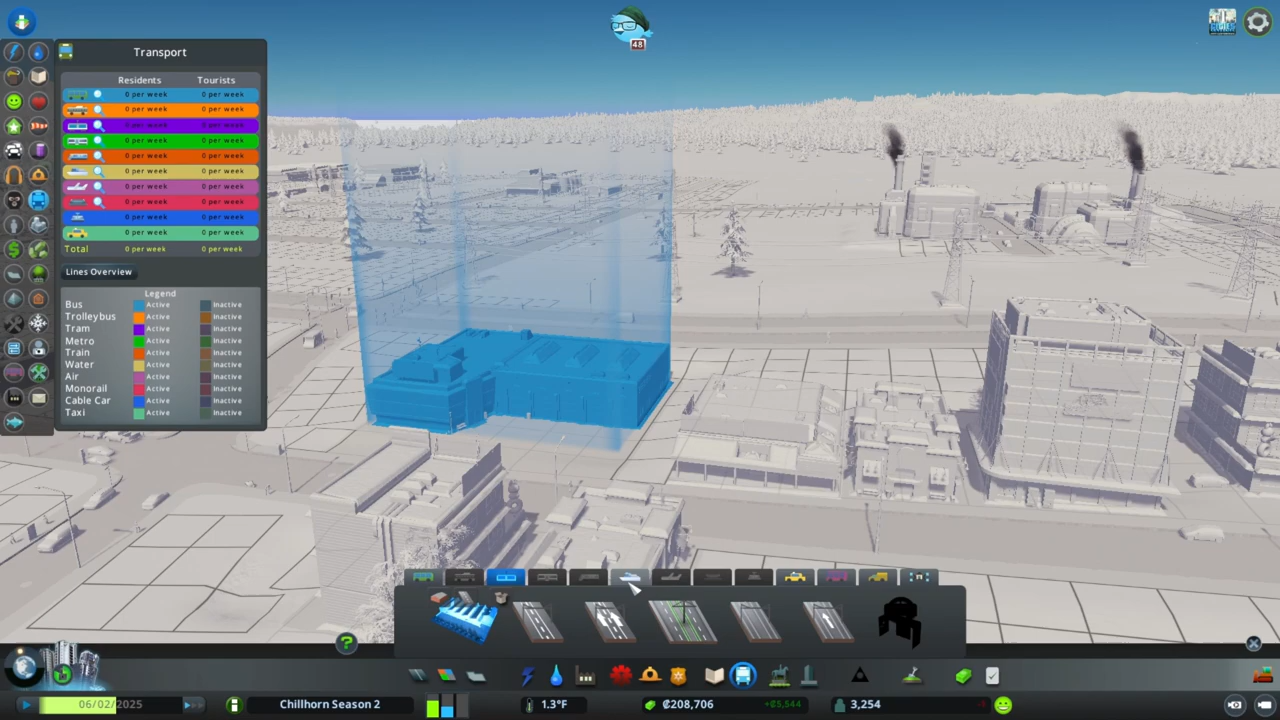 48
Transport
Residents Tourists
0 per week 0 per week
0 per week 0 per week
0 per week 0 per week
0 per week 0 per week
0 per week 0 per week
0 per week 0 per week
0 per week 0 per week
0 per week 0 per week
0 per week 0 per week
0 per week 0 per week
Total 0 per week 0 per week
Lines Overview
Legend
Bus Active Inactive
Trolleybus Active Inactive
Tram Active Inactive
Metro Active Inactive
Train Active Inactive
Water Active Inactive
Air Active Inactive
Monorail Active Inactive
Cable Car Active Inactive
Taxi Active Inactive
?
06/02/2025 Chillhorn Season 2 1.3°F ₡208,706 +₡5,544 3,254 -1